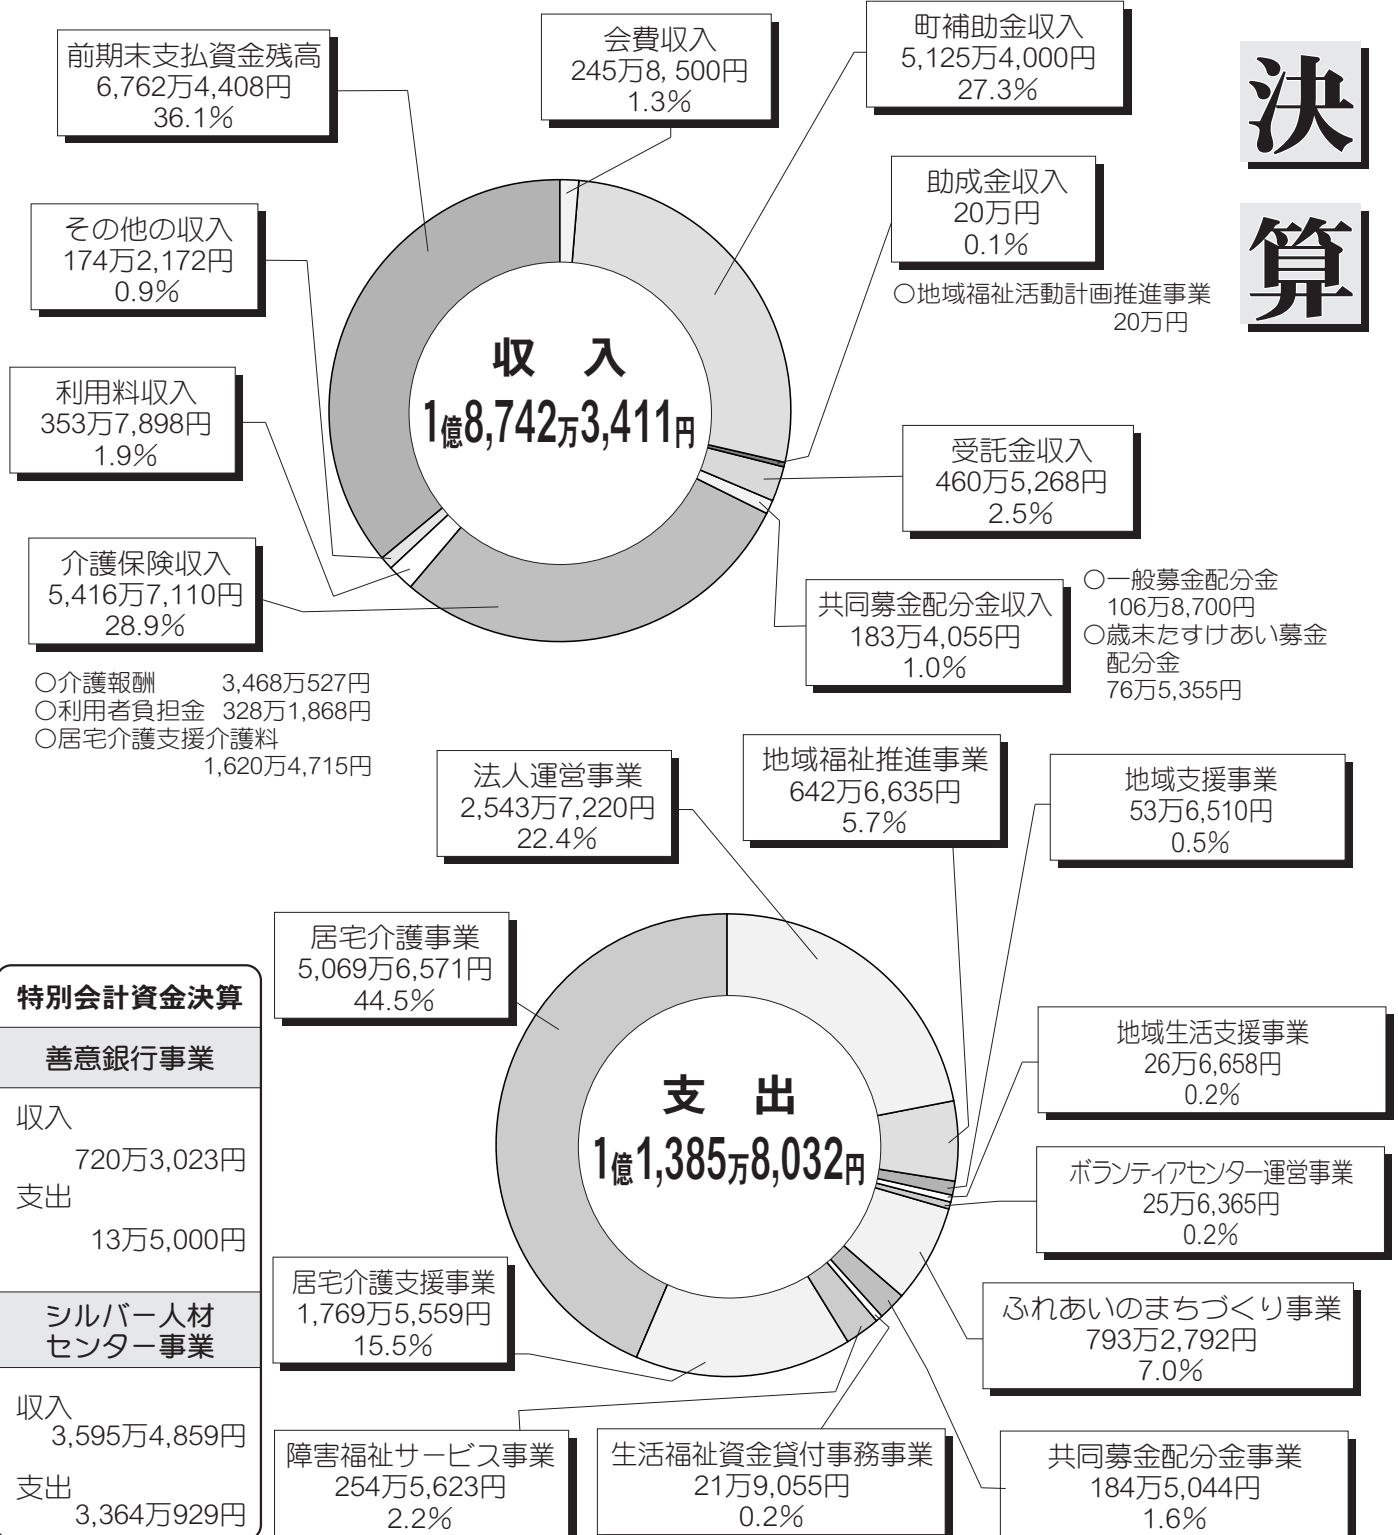 決
算
前期末支払資金残高
6,762万4,408円
36.1%
会費収入
245万8,500円
1.3%
町補助金収入
5,125万4,000円
27.3%
助成金収入
20万円
0.1%
○地域福祉活動計画推進事業
20万円
その他の収入
174万2,172円
0.9%
収 入
1億8,742万3,411円
利用料収入
353万7,898円
1.9%
受託金収入
460万5,268円
2.5%
介護保険収入
5,416万7,110円
28.9%
○介護報酬 3,468万527円
○利用者負担金 328万1,868円
○居宅介護支援介護料
1,620万4,715円
共同募金配分金収入
183万4,055円
1.0%
○一般募金配分金
106万8,700円
○歳末たすけあい募金
配分金
76万5,355円
法人運営事業
2,543万7,220円
22.4%
地域福祉推進事業
642万6,635円
5.7%
地域支援事業
53万6,510円
0.5%
居宅介護事業
5,069万6,571円
44.5%
支 出
1億1,385万8,032円
地域生活支援事業
26万6,658円
0.2%
ボランティアセンター運営事業
25万6,365円
0.2%
居宅介護支援事業
1,769万5,559円
15.5%
ふれあいのまちづくり事業
793万2,792円
7.0%
障害福祉サービス事業
254万5,623円
2.2%
生活福祉資金貸付事務事業
21万9,055円
0.2%
共同募金配分金事業
184万5,044円
1.6%
特別会計資金決算
善意銀行事業
収入
720万3,023円
支出
13万5,000円
シルバー人材
センター事業
収入
3,595万4,859円
支出
3,364万929円